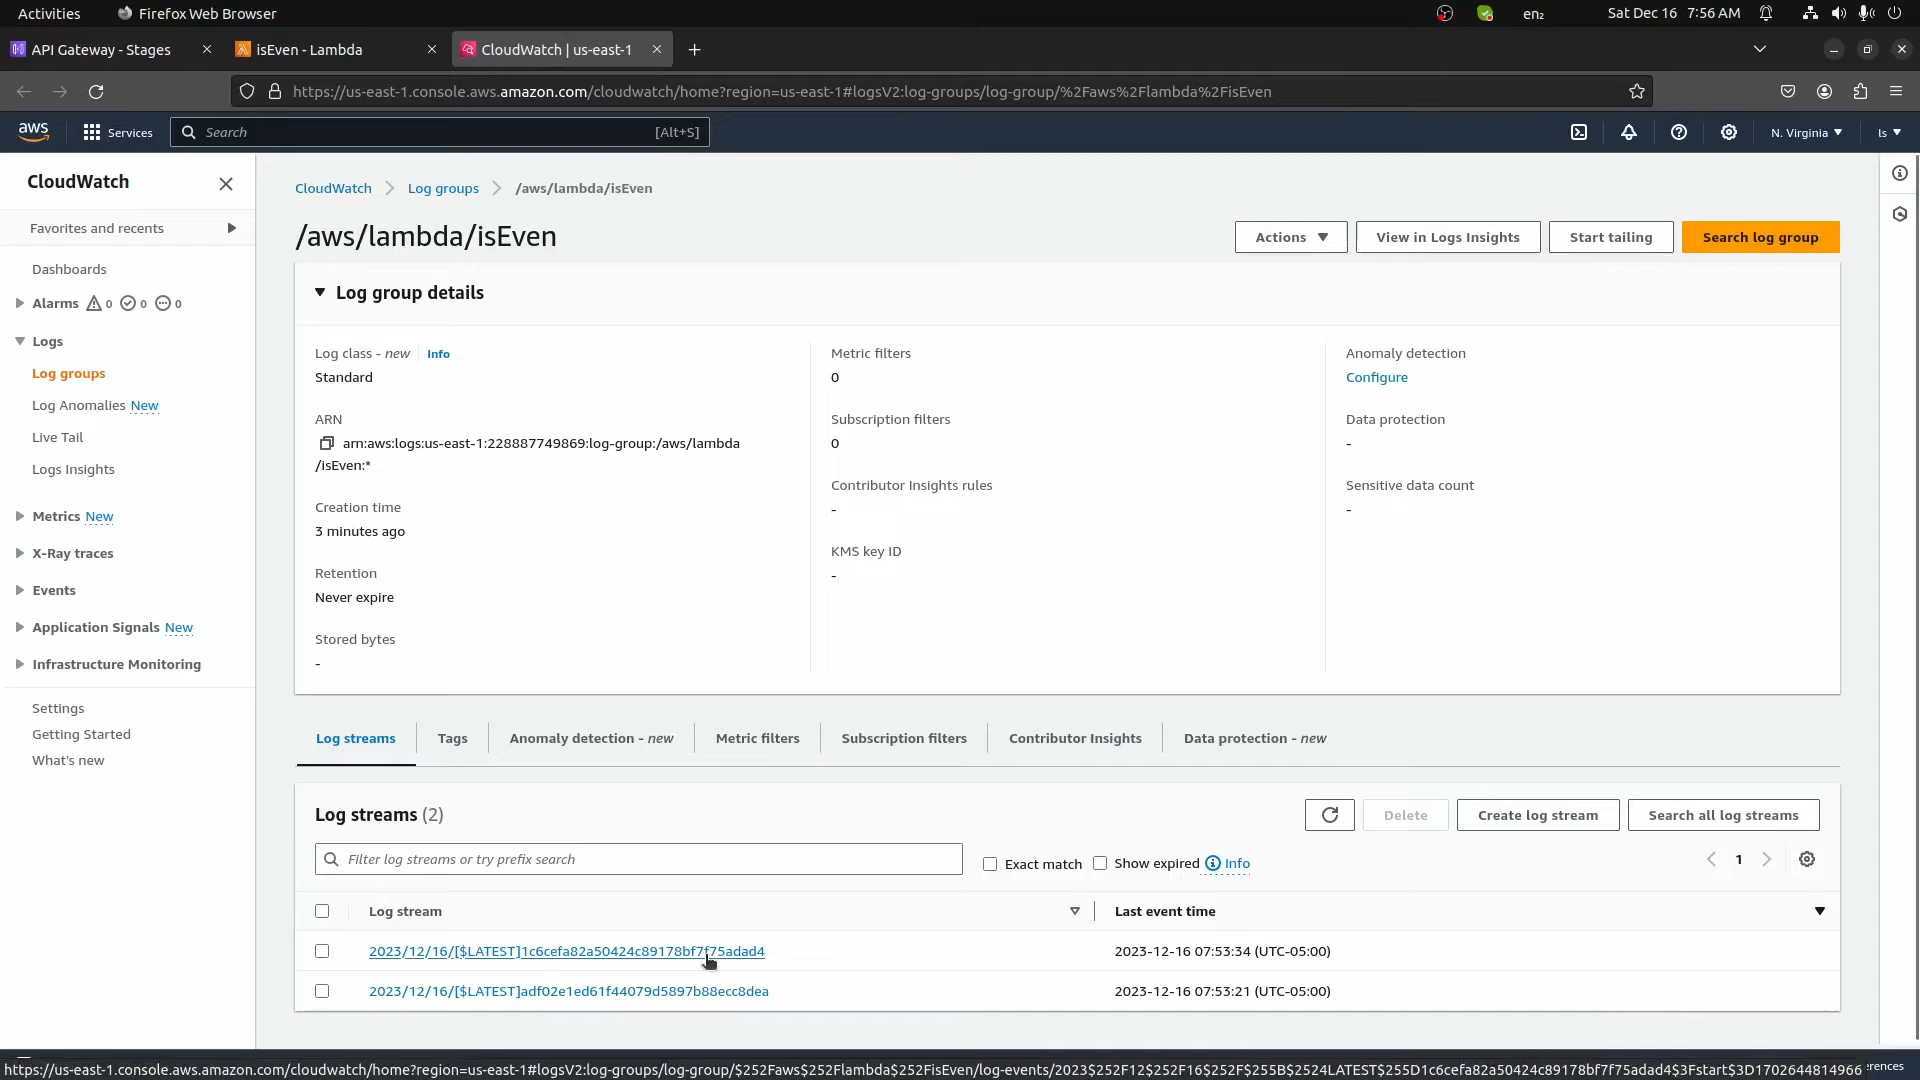 Activities
Firefox Web Browser
en₂
Sat Dec 16 7:56 AM
API Gateway - Stages
isEven - Lambda
CloudWatch | us-east-1
https://us-east-1.console.aws.amazon.com/cloudwatch/home?region=us-east-1#logsV2:log-groups/log-group/%2Faws%2Flambda%2FisEven
aws
Services
Search
[Alt+S]
N. Virginia
ls
CloudWatch
Favorites and recents
Dashboards
Alarms 0 0 0
Logs
Log groups
Log Anomalies New
Live Tail
Logs Insights
Metrics New
X-Ray traces
Events
Application Signals New
Infrastructure Monitoring
Settings
Getting Started
What's new
CloudWatch
Log groups
/aws/lambda/isEven
/aws/lambda/isEven
Actions
View in Logs Insights
Start tailing
Search log group
Log group details
Log class - new Info
Standard
ARN
arn:aws:logs:us-east-1:228887749869:log-group:/aws/lambda
/isEven:*
Creation time
3 minutes ago
Retention
Never expire
Stored bytes
-
Metric filters
0
Subscription filters
0
Contributor Insights rules
-
KMS key ID
-
Anomaly detection
Configure
Data protection
-
Sensitive data count
-
Log streams
Tags
Anomaly detection - new
Metric filters
Subscription filters
Contributor Insights
Data protection - new
Log streams (2)
Delete
Create log stream
Search all log streams
Filter log streams or try prefix search
Exact match
Show expired
Info
1
Log stream
Last event time
2023/12/16/[$LATEST]1c6cefa82a50424c89178bf7f75adad4
2023-12-16 07:53:34 (UTC-05:00)
2023/12/16/[$LATEST]adf02e1ed61f44079d5897b88ecc8dea
2023-12-16 07:53:21 (UTC-05:00)
https://us-east-1.console.aws.amazon.com/cloudwatch/home?region=us-east-1#logsV2:log-groups/log-group/$252Faws$252Flambda$252FisEven/log-events/2023$252F12$252F16$252F$255B$2524LATEST$255D1c6cefa82a50424c89178bf7f75adad4$3Fstart$3D1702644814966